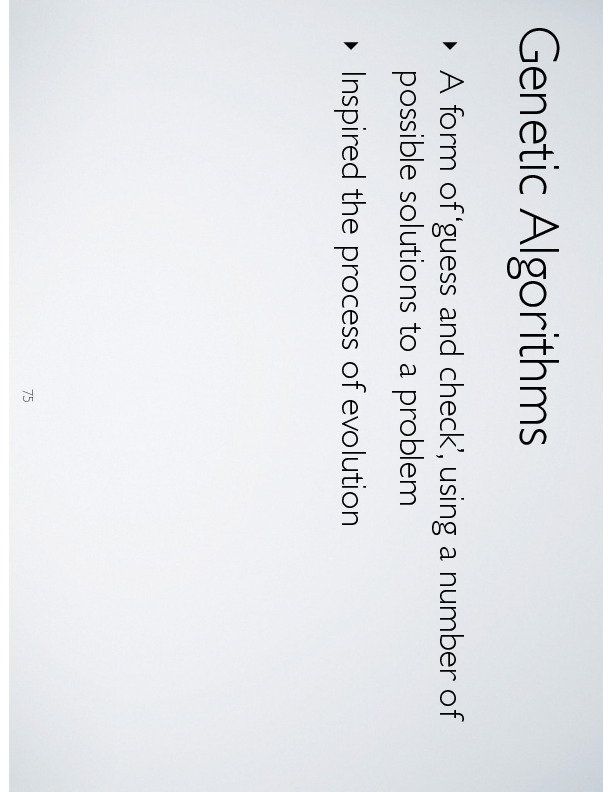 Genetic Algorithms
‣ A form of ‘guess and check’, using a number of
possible solutions to a problem
‣ Inspired the process of evolution
75